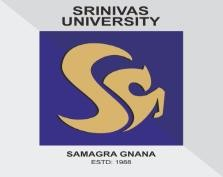 SRINIVAS
UNIVERSITY
SAMAGRA GNANA
ESTD: 1988